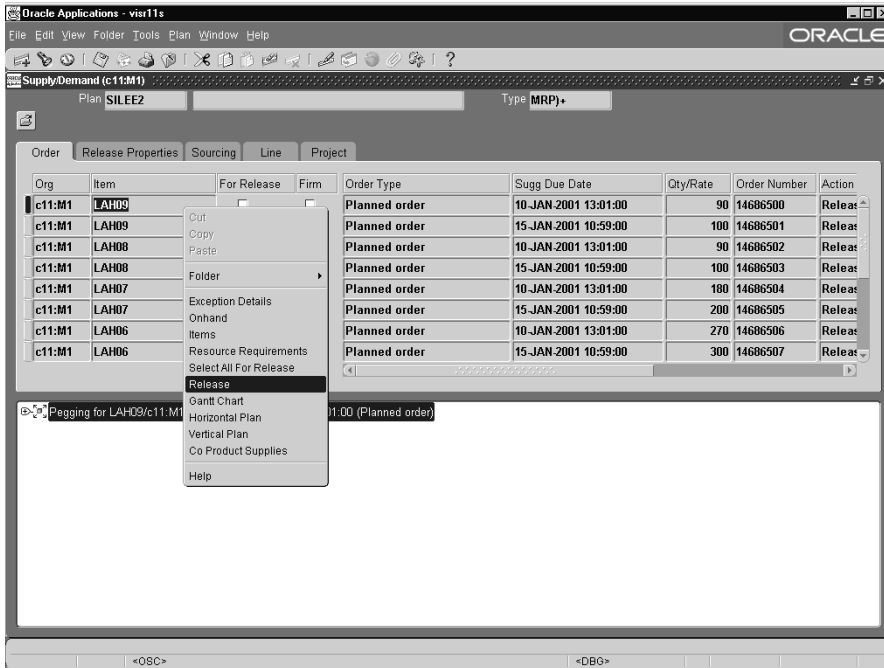 Oracle Applications - visr11s
File Edit View Folder Tools Plan Window Help
ORACLE
Supply/Demand (c11:M1)
Plan SILEE2 Type MRP)+
Order Release Properties Sourcing Line Project
Org Item For Release Firm Order Type Sugg Due Date Qty/Rate Order Number Action
c11:M1 LAH09 Planned order 10-JAN-2001 13:01:00 90 14686500 Releas
c11:M1 LAH09 Planned order 15-JAN-2001 10:59:00 100 14686501 Releas
c11:M1 LAH08 Planned order 10-JAN-2001 13:01:00 90 14686502 Releas
c11:M1 LAH08 Planned order 15-JAN-2001 10:59:00 100 14686503 Releas
c11:M1 LAH07 Planned order 10-JAN-2001 13:01:00 180 14686504 Releas
c11:M1 LAH07 Planned order 15-JAN-2001 10:59:00 200 14686505 Releas
c11:M1 LAH06 Planned order 10-JAN-2001 13:01:00 270 14686506 Releas
c11:M1 LAH06 Planned order 15-JAN-2001 10:59:00 300 14686507 Releas
Cut
Copy
Paste
Folder
Exception Details
Onhand
Items
Resource Requirements
Select All For Release
Release
Gantt Chart
Horizontal Plan
Vertical Plan
Co Product Supplies
Help
Pegging for LAH09/c11:M1 01:00 (Planned order)
<OSC> <DBG>